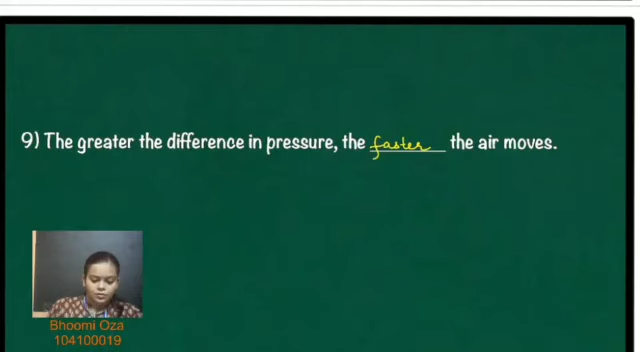 9) The greater the difference in pressure, the faster the air moves.
Bhoomi Oza
104100019